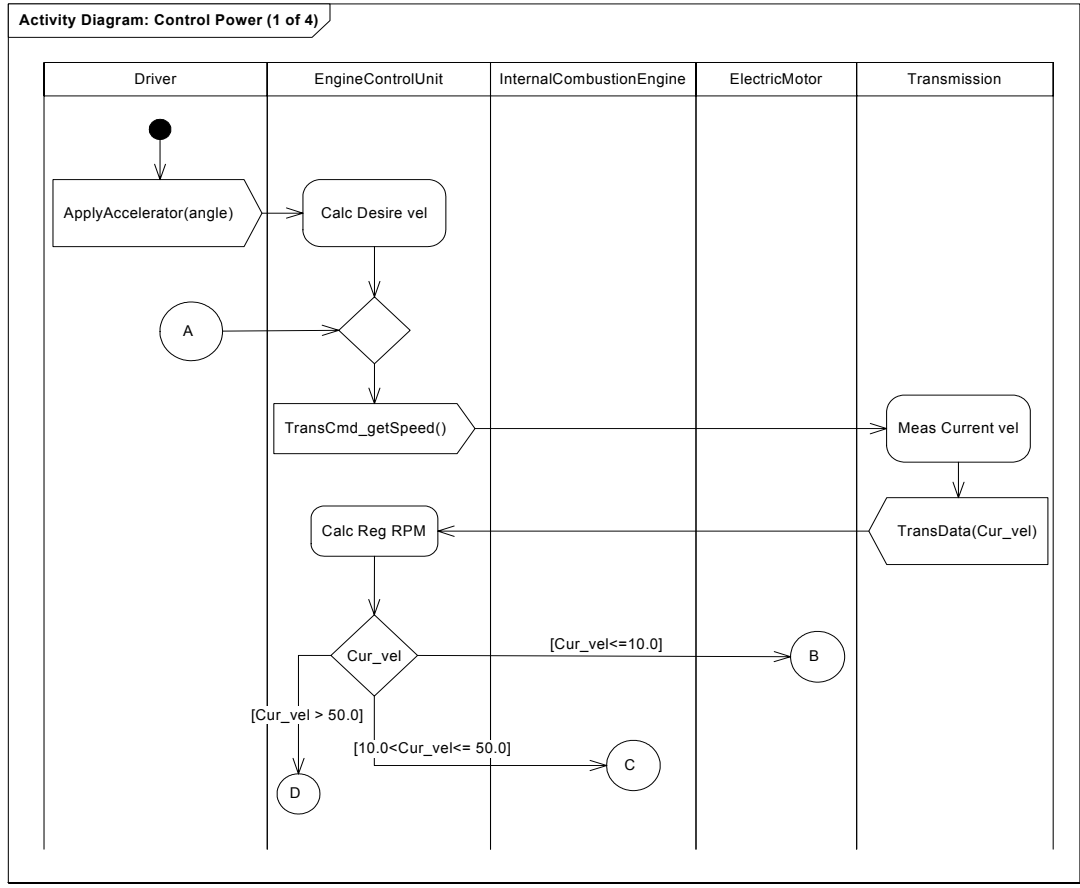 Activity Diagram: Control Power (1 of 4)
Driver
EngineControlUnit
InternalCombustionEngine
ElectricMotor
Transmission
ApplyAccelerator(angle)
Calc Desire vel
A
TransCmd_getSpeed()
Meas Current vel
Calc Reg RPM
TransData(Cur_vel)
[Cur_vel<=10.0]
Cur_vel
B
[Cur_vel > 50.0]
[10.0<Cur_vel<= 50.0]
C
D